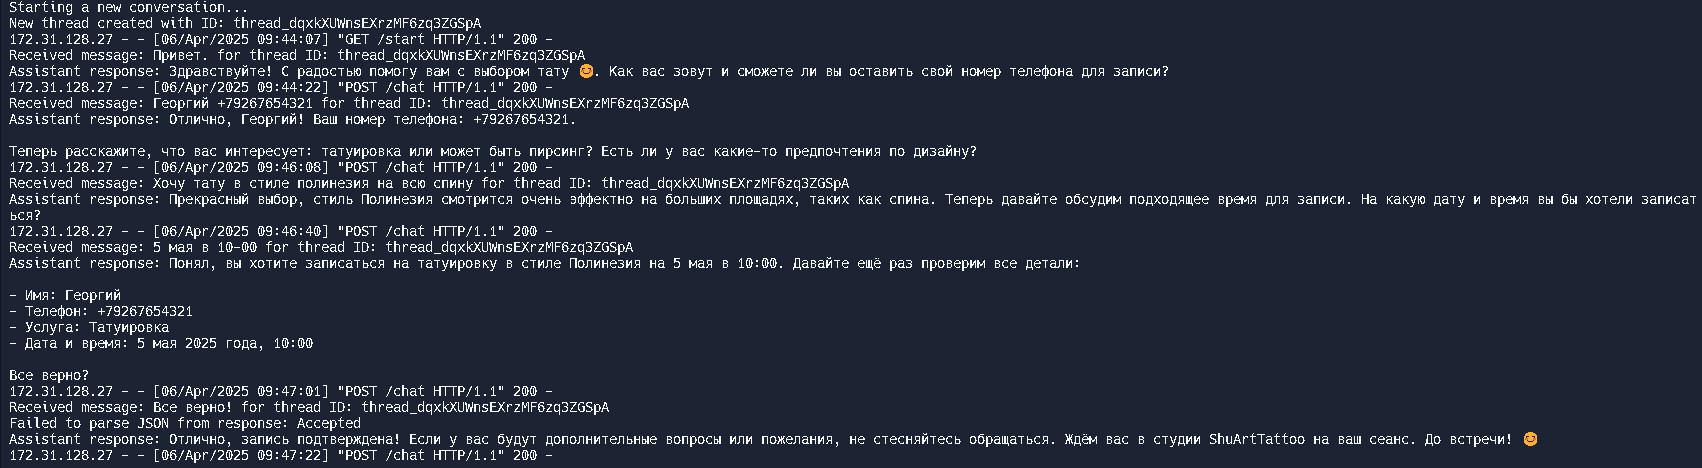 Starting a new conversation...
New thread created with ID: thread_dqxkXUWnsEXrzMF6zq3ZGSpA
172.31.128.27 - - [06/Apr/2025 09:44:07] "GET /start HTTP/1.1" 200 -
Received message: Привет. for thread ID: thread_dqxkXUWnsEXrzMF6zq3ZGSpA
Assistant response: Здравствуйте! С радостью помогу вам с выбором тату 😊. Как вас зовут и сможете ли вы оставить свой номер телефона для записи?
172.31.128.27 - - [06/Apr/2025 09:44:22] "POST /chat HTTP/1.1" 200 -
Received message: Георгий +79267654321 for thread ID: thread_dqxkXUWnsEXrzMF6zq3ZGSpA
Assistant response: Отлично, Георгий! Ваш номер телефона: +79267654321.
Теперь расскажите, что вас интересует: татуировка или может быть пирсинг? Есть ли у вас какие-то предпочтения по дизайну?
172.31.128.27 - - [06/Apr/2025 09:46:08] "POST /chat HTTP/1.1" 200 -
Received message: Хочу тату в стиле полинезия на всю спину for thread ID: thread_dqxkXUWnsEXrzMF6zq3ZGSpA
Assistant response: Прекрасный выбор, стиль Полинезия смотрится очень эффектно на больших площадях, таких как спина. Теперь давайте обсудим подходящее время для записи. На какую дату и время вы бы хотели записат
ься?
172.31.128.27 - - [06/Apr/2025 09:46:40] "POST /chat HTTP/1.1" 200 -
Received message: 5 мая в 10-00 for thread ID: thread_dqxkXUWnsEXrzMF6zq3ZGSpA
Assistant response: Понял, вы хотите записаться на татуировку в стиле Полинезия на 5 мая в 10:00. Давайте ещё раз проверим все детали:
- Имя: Георгий
- Телефон: +79267654321
- Услуга: Татуировка
- Дата и время: 5 мая 2025 года, 10:00
Все верно?
172.31.128.27 - - [06/Apr/2025 09:47:01] "POST /chat HTTP/1.1" 200 -
Received message: Все верно! for thread ID: thread_dqxkXUWnsEXrzMF6zq3ZGSpA
Failed to parse JSON from response: Accepted
Assistant response: Отлично, запись подтверждена! Если у вас будут дополнительные вопросы или пожелания, не стесняйтесь обращаться. Ждём вас в студии ShuArtTattoo на ваш сеанс. До встречи! 😊
172.31.128.27 - - [06/Apr/2025 09:47:22] "POST /chat HTTP/1.1" 200 -